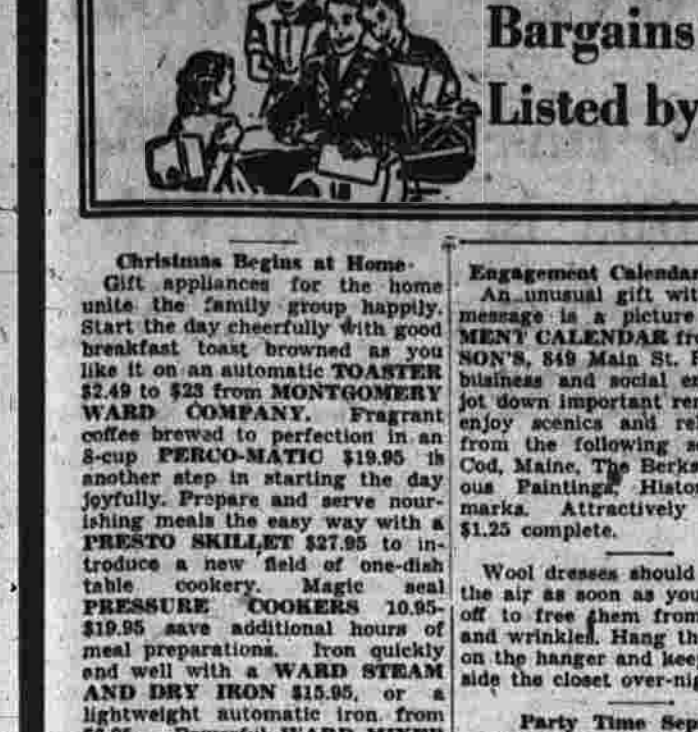 Bargains
Listed by
Christmas Begins at Home
Gift appliances for the home
unite the family group happily.
Start the day cheerfully with good
breakfast toast browned as you
like it on an automatic TOASTER
$2.49 to $23 from MONTGOMERY
WARD COMPANY. Fragrant
coffee brewed to perfection in an
8-cup PERCO-MATIC $19.95 is
another step in starting the day
joyfully. Prepare and serve nour-
ishing meals the easy way with a
PRESTO SKILLET $27.95 to in-
troduce a new field of one-dish
table cookery. Magic seal
PRESSURE COOKERS 10.95-
$19.95 save additional hours of
meal preparations. Iron quickly
and well with a WARD STEAM
AND DRY IRON $15.95, or a
lightweight automatic iron from
Engagement Calenda
An unusual gift wi
message is a picture
MENT CALENDAR fr
SON'S, 849 Main St.
business and social e
jot down important re
enjoy scenics and re
from the following s
Cod, Maine, The Berks
ous Paintings, Histo
marks. Attractively
$1.25 complete.
Wool dresses should
the air as soon as you
off to free them from
and wrinkles. Hang th
on the hanger and kee
side the closet over-nig
Party Time Sep